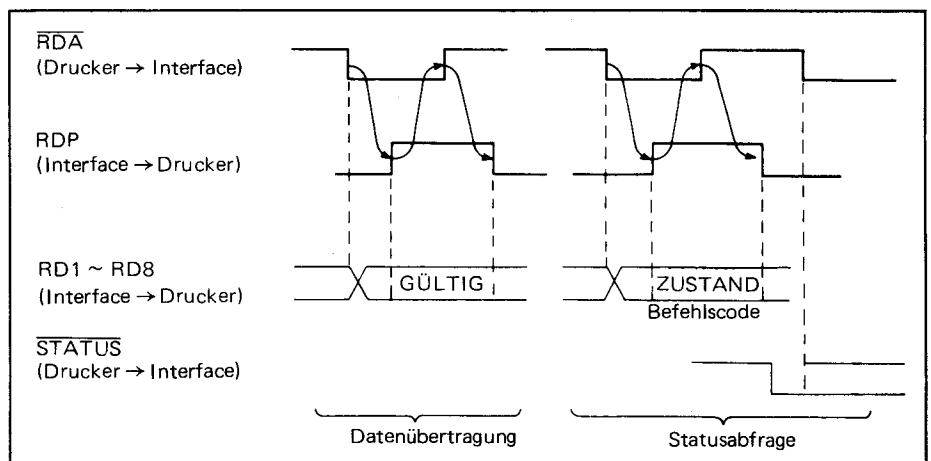 RDA
(Drucker → Interface)
RDP
(Interface → Drucker)
RD1 ~ RD8
(Interface → Drucker)
GÜLTIG
ZUSTAND
Befehlscode
STATUS
(Drucker → Interface)
Datenübertragung
Statusabfrage